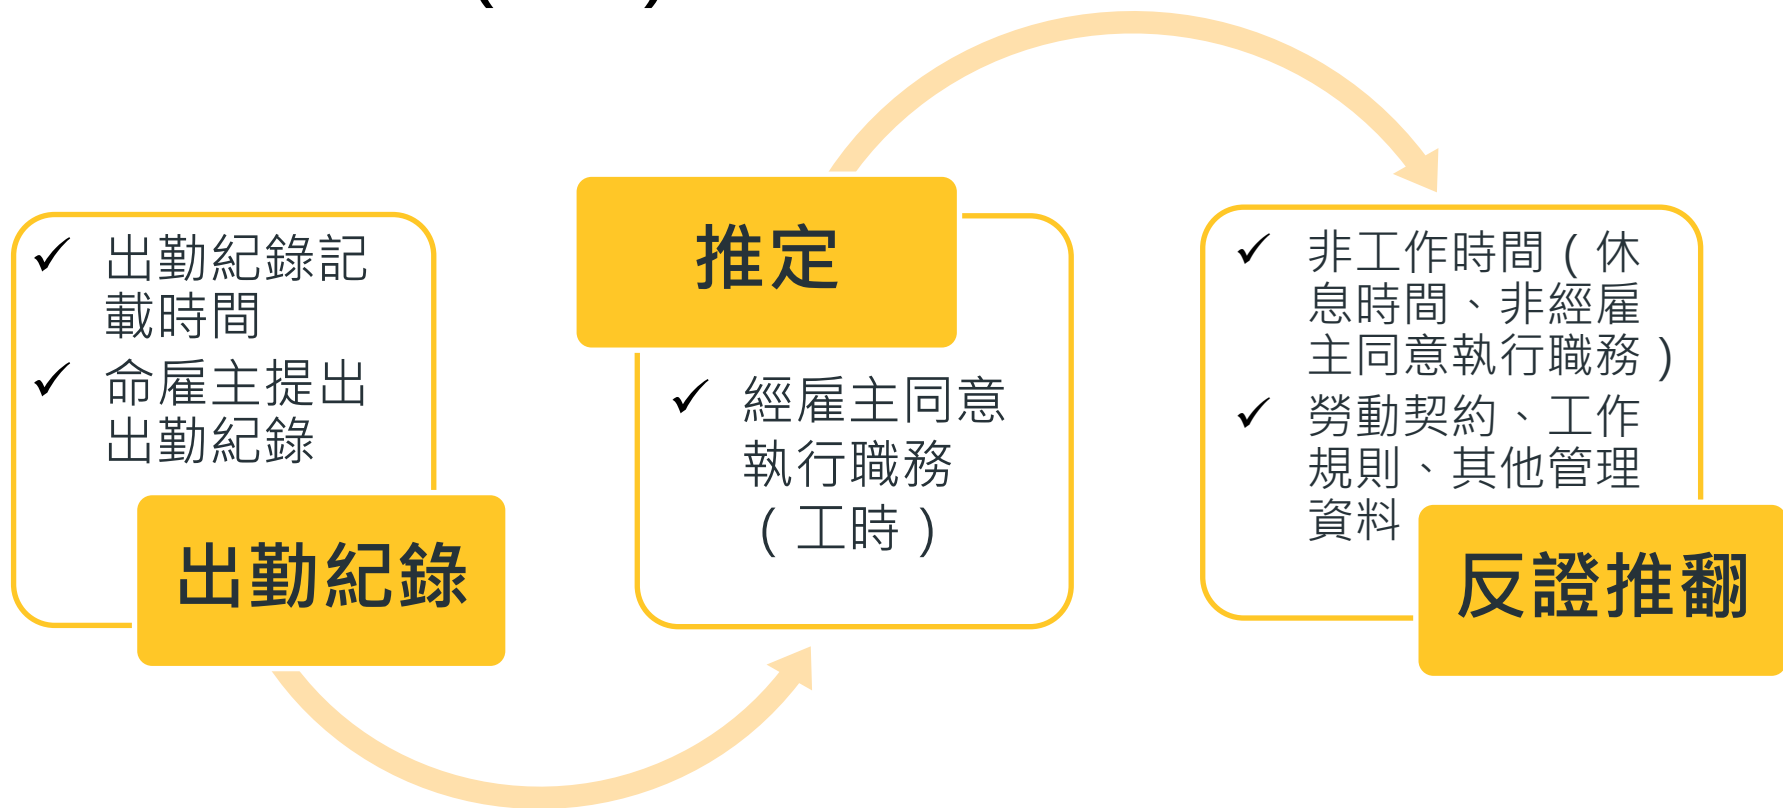 出勤紀錄記
載時間
命雇主提出
出勤紀錄
出勤紀錄
推定
經雇主同意
執行職務
(工時)
非工作時間(休
息時間、非經雇
主同意執行職務)
勞動契約、工作
規則、其他管理
資料
反證推翻